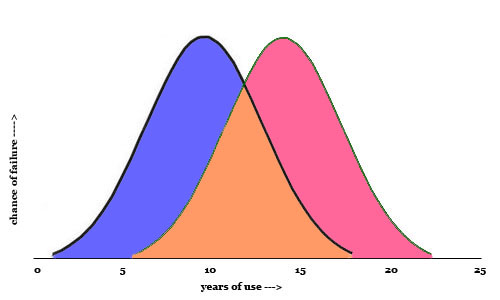 chance of failure ---->
0 5 10 15 20 25
years of use --->